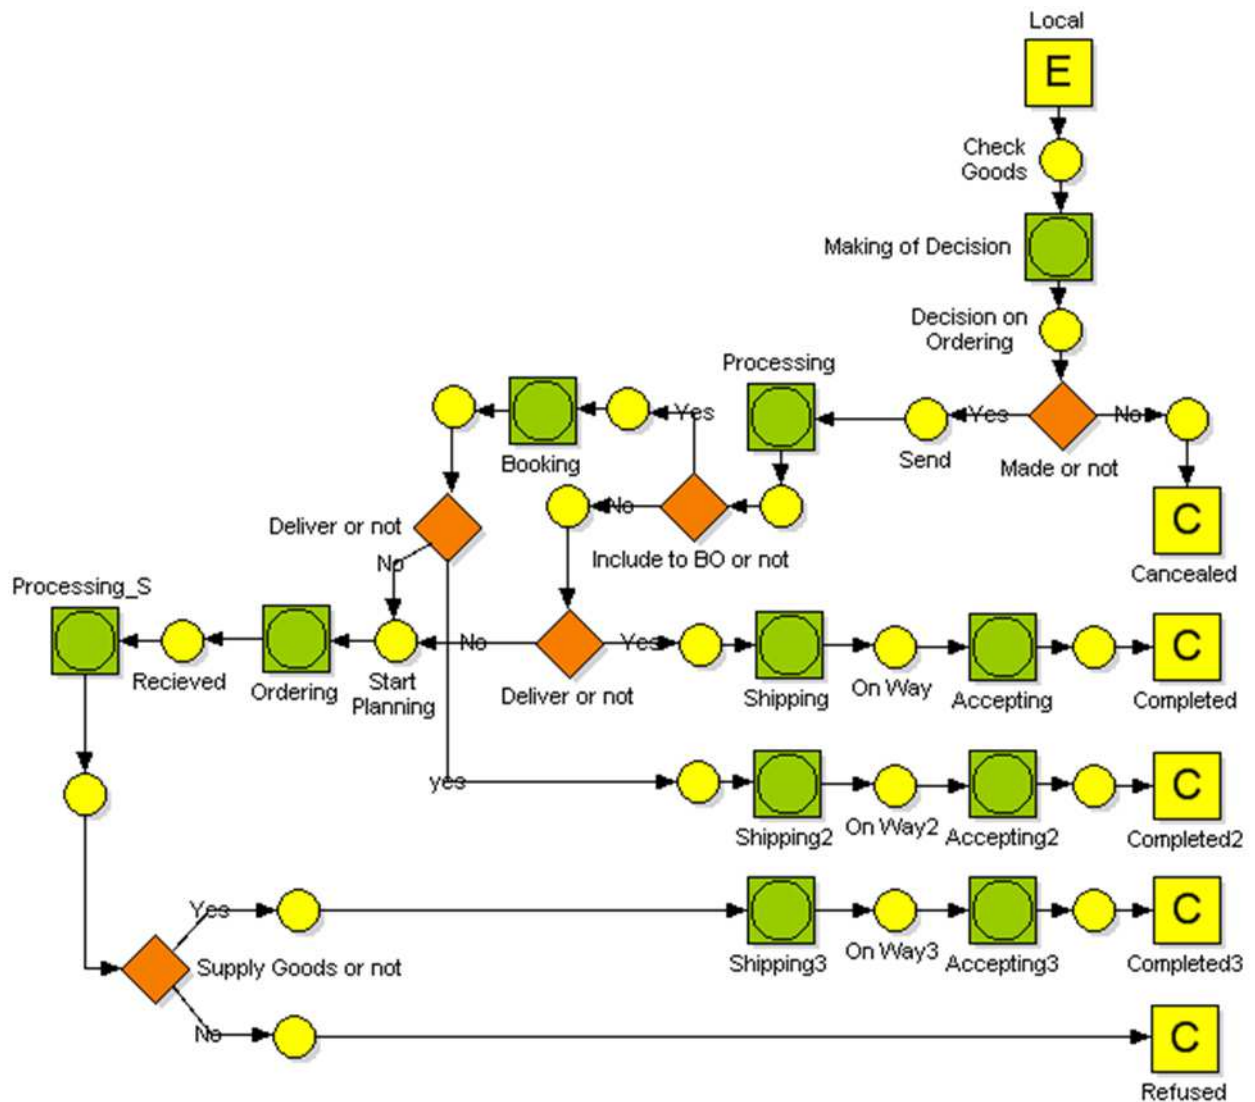 Local
E
Check
Goods
Making of Decision
Decision on
Ordering
Processing
Yes
Yes
No
Booking
Send
Made or not
Deliver or not
No
Include to BO or not
C
Cancealed
No
Processing_S
No
Yes
C
Recieved
Ordering
Start
Planning
Deliver or not
Shipping
On Way
Accepting
Completed
yes
C
Shipping2
On Way2
Accepting2
Completed2
Yes
C
Supply Goods or not
Shipping3
On Way3
Accepting3
Completed3
No
C
Refused